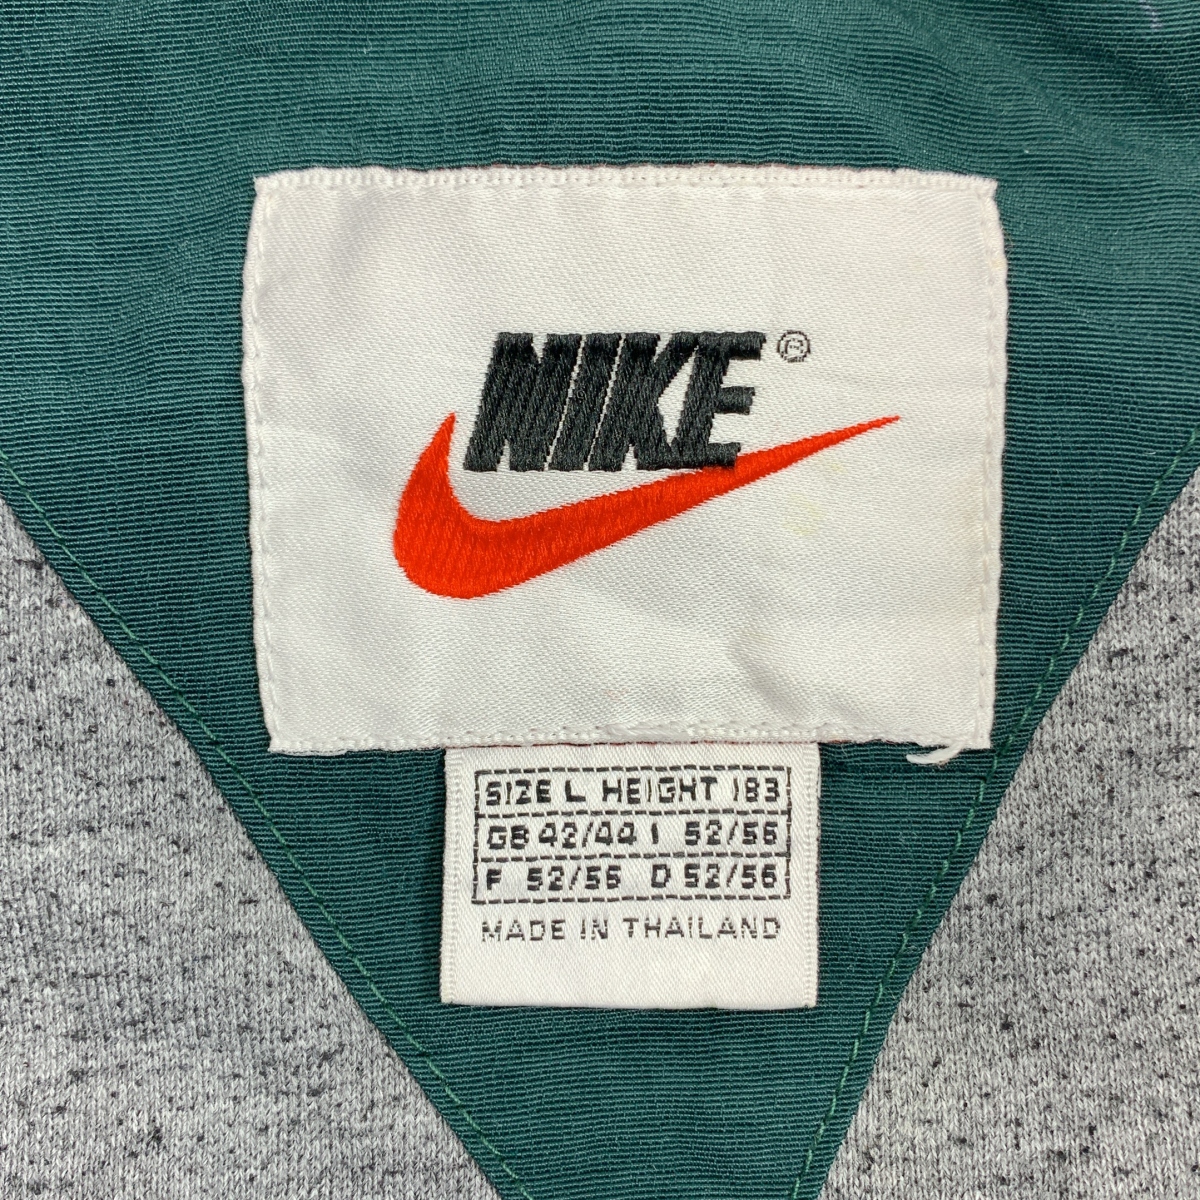 NIKE®
SIZE L HEIGHT 183
GB 42/44 I 52/56
F 52/56 D 52/56
MADE IN THAILAND